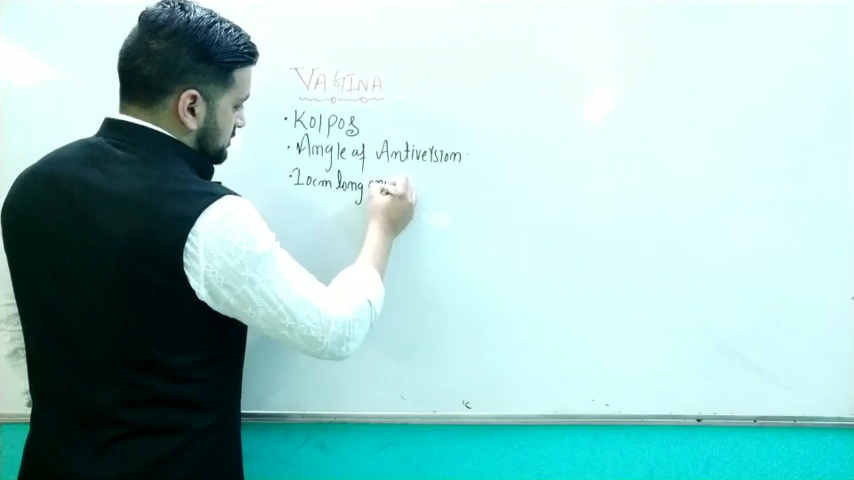 VAGINA
• Kolpos
• Angle of Antiversion.
• 10cm long